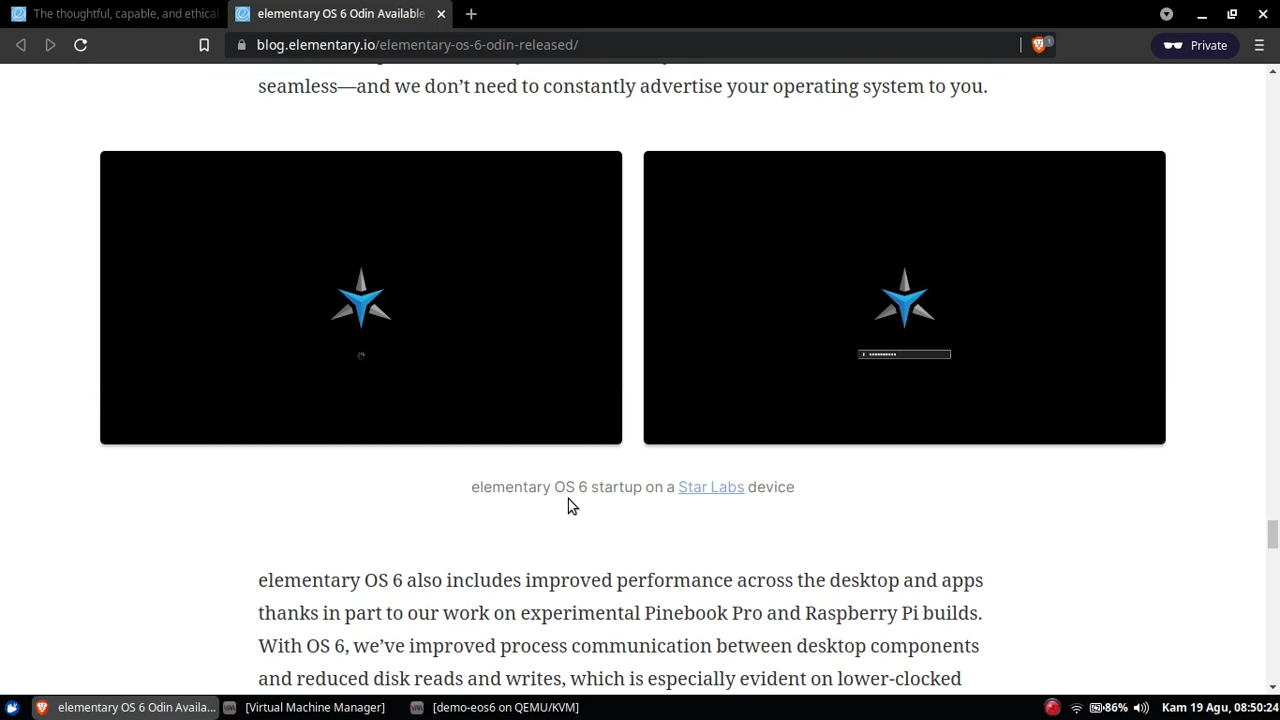 The thoughtful, capable, and ethica
elementary OS 6 Odin Available
blog.elementary.io/elementary-os-6-odin-released/
1
Private
seamless—and we don’t need to constantly advertise your operating system to you.
elementary OS 6 startup on a Star Labs device
elementary OS 6 also includes improved performance across the desktop and apps
thanks in part to our work on experimental Pinebook Pro and Raspberry Pi builds.
With OS 6, we’ve improved process communication between desktop components
and reduced disk reads and writes, which is especially evident on lower-clocked
elementary OS 6 Odin Availa...
[Virtual Machine Manager]
[demo-eos6 on QEMU/KVM]
86%
Kam 19 Agu, 08:50:24